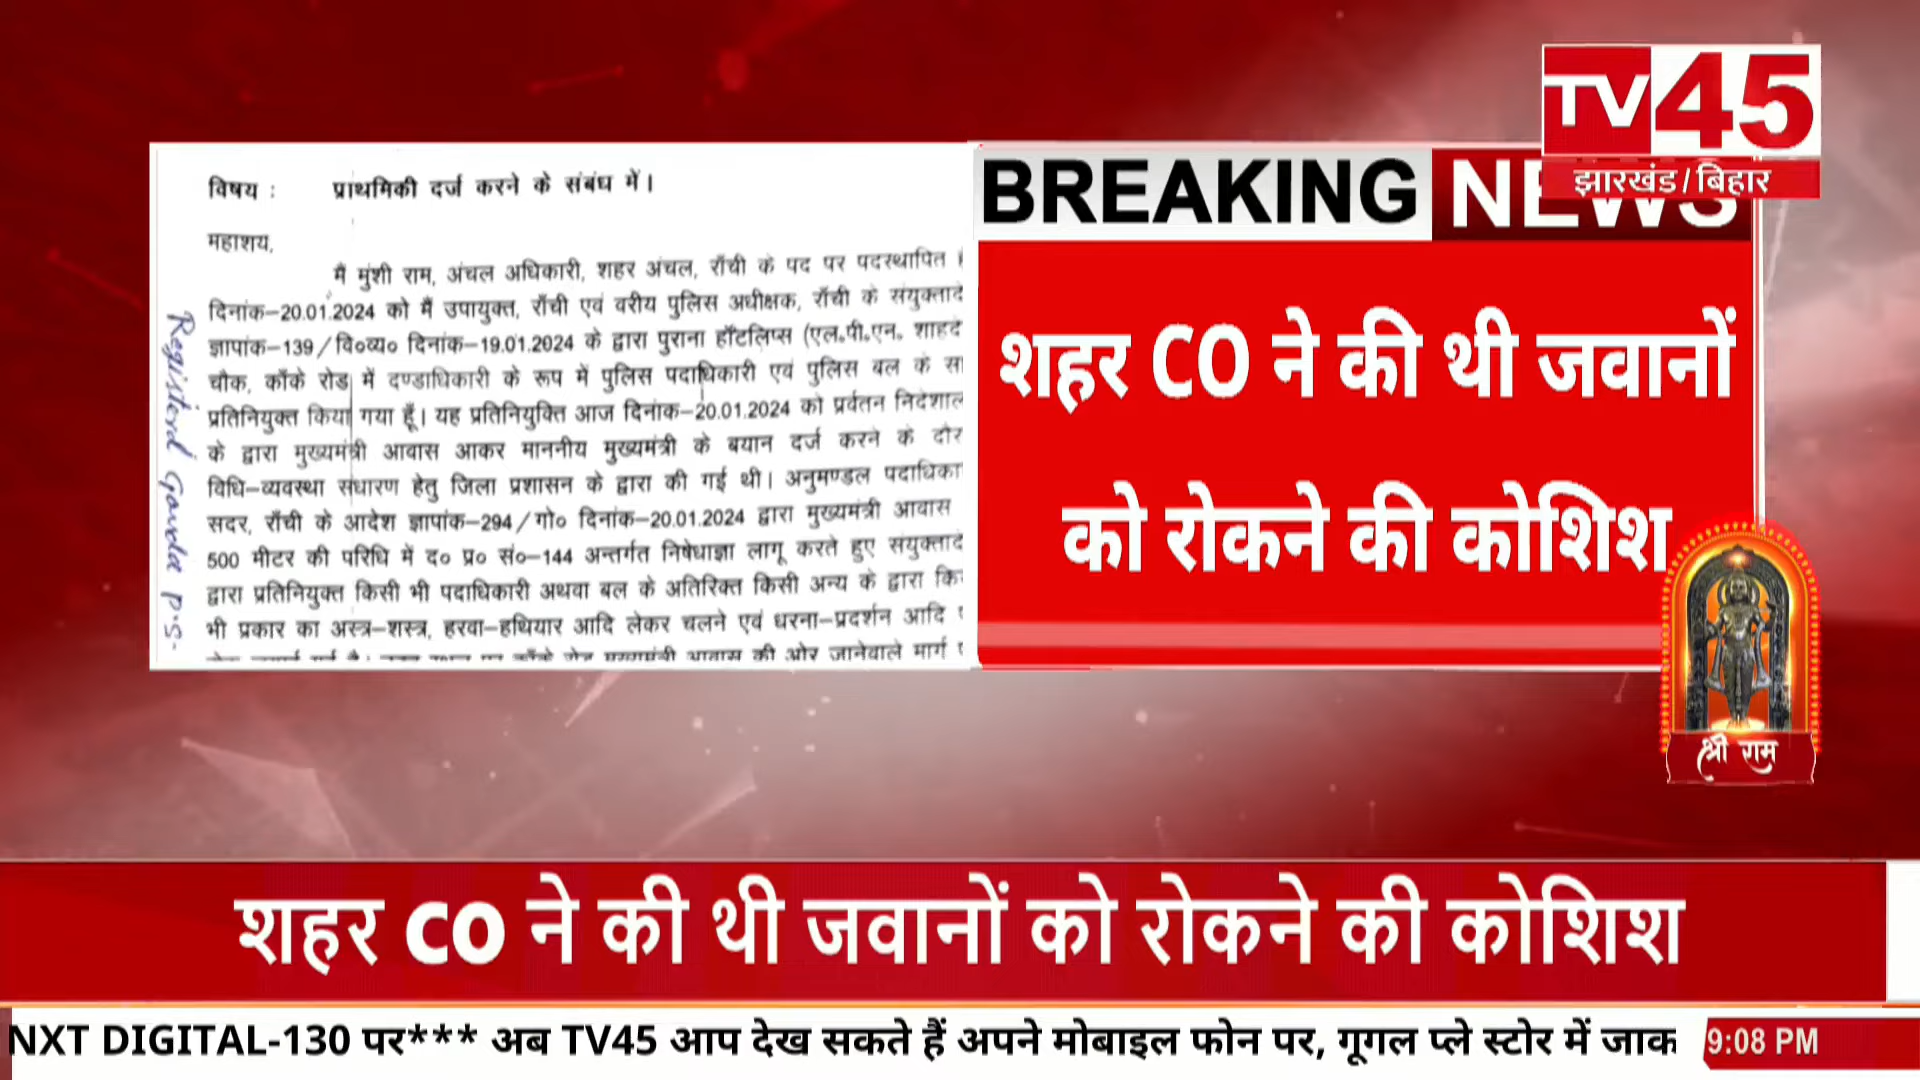 TV45
झारखंड/बिहार
BREAKING NEWS
विषय : प्राथमिकी दर्ज करने के संबंध में।
महाशय,
मैं मुंशी राम, अंचल अधिकारी, शहर अंचल, राँची के पद पर पदस्थापित
दिनांक-20.01.2024 को मैं उपायुक्त, राँची एवं वरीय पुलिस अधीक्षक, राँची के संयुक्तादे
ज्ञापांक-139/वि०व्य० दिनांक-19.01.2024 के द्वारा पुराना हॉटलिप्स (एल.पी.एन. शाहदे
चौक, काँके रोड में दण्डाधिकारी के रूप में पुलिस पदाधिकारी एवं पुलिस बल के सा
प्रतिनियुक्त किया गया हूँ। यह प्रतिनियुक्ति आज दिनांक-20.01.2024 को प्रर्वतन निदेशाल
के द्वारा मुख्यमंत्री आवास आकर माननीय मुख्यमंत्री के बयान दर्ज करने के दौर
विधि-व्यवस्था संधारण हेतु जिला प्रशासन के द्वारा की गई थी। अनुमण्डल पदाधिका
सदर, राँची के आदेश ज्ञापांक-294/गो० दिनांक-20.01.2024 द्वारा मुख्यमंत्री आवास
500 मीटर की परिधि में द० प्र० सं०-144 अन्तर्गत निषेधाज्ञा लागू करते हुए संयुक्तादे
द्वारा प्रतिनियुक्त किसी भी पदाधिकारी अथवा बल के अतिरिक्त किसी अन्य के द्वारा कि
भी प्रकार का अस्त्र-शस्त्र, हरवा-हथियार आदि लेकर चलने एवं धरना-प्रदर्शन आदि
काँके रोड मुख्यमंत्री आवास की ओर जानेवाले मार्ग
Registerd Gonda P.S.
शहर CO ने की थी जवानों
को रोकने की कोशिश
श्री राम
शहर CO ने की थी जवानों को रोकने की कोशिश
NXT DIGITAL-130 पर*** अब TV45 आप देख सकते हैं अपने मोबाइल फोन पर, गूगल प्ले स्टोर में जाक
9:08 PM